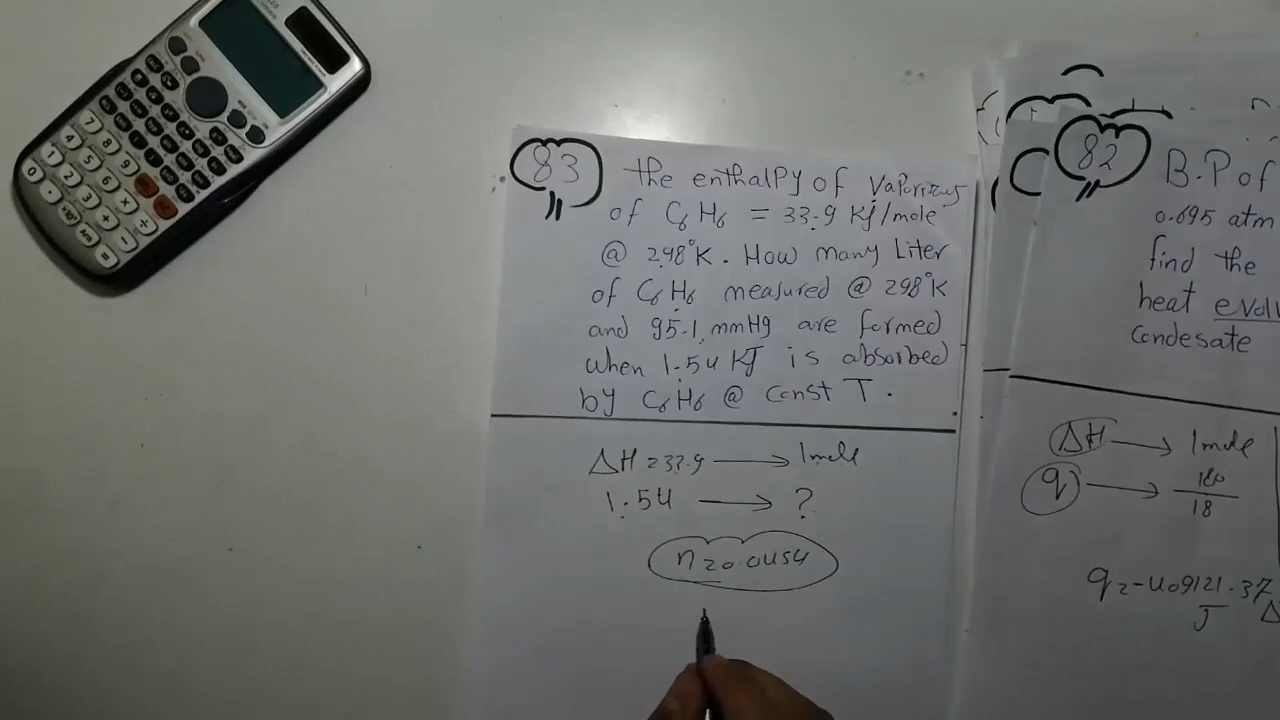 83
the enthalpy of Vaporizing
of C6H6 = 33.9 Kj/mole
@ 298°K. How many Liter
of C6H6 measured @ 298°K
and 95.1 mmHg are formed
when 1.54 KJ is absorbed
by C6H6 @ Const T.
ΔH = 33.9 → 1mole
1.54 → ?
n = 0.0454
82
B.P of
0.695 atm
find the
heat evol
Condesate
ΔH → 1mole
q → 180/18
q = -409121.37
J